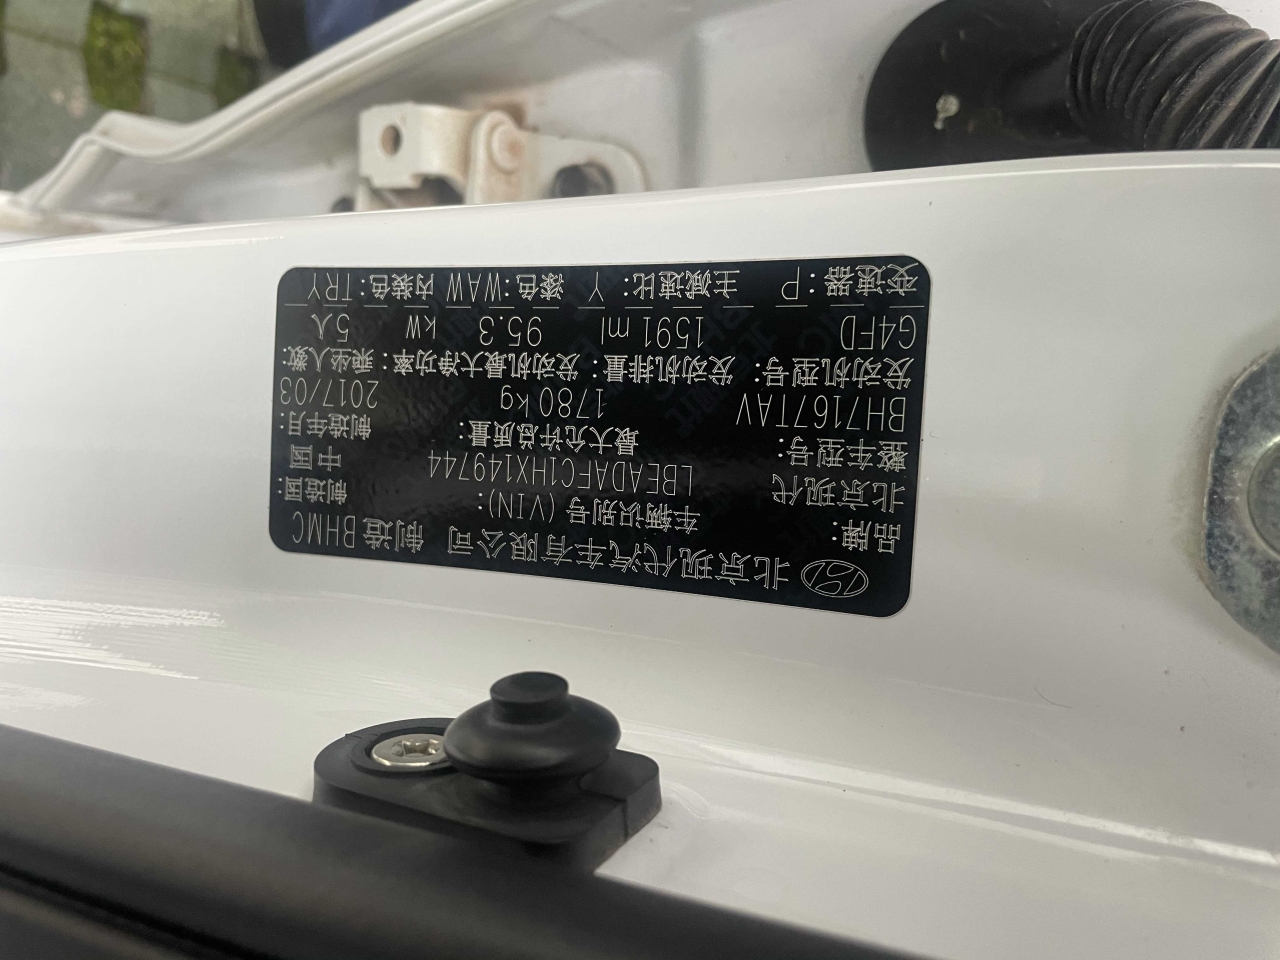 北京现代汽车有限公司 制造 BHMC
品牌: 车辆识别号 (VIN): 制造国:
北京现代 LBEADAFC1HX149744 中国
整车型号: 最大允许总质量: 制造年月:
BH7167TAV 1780kg 2017/03
发动机型号: 发动机排量: 发动机最大净功率: 乘坐人数:
G4FD 1591ml 95.3 kW 5人
变速器:P 主减速比: Y 漆色:WAW 内装色:TRY